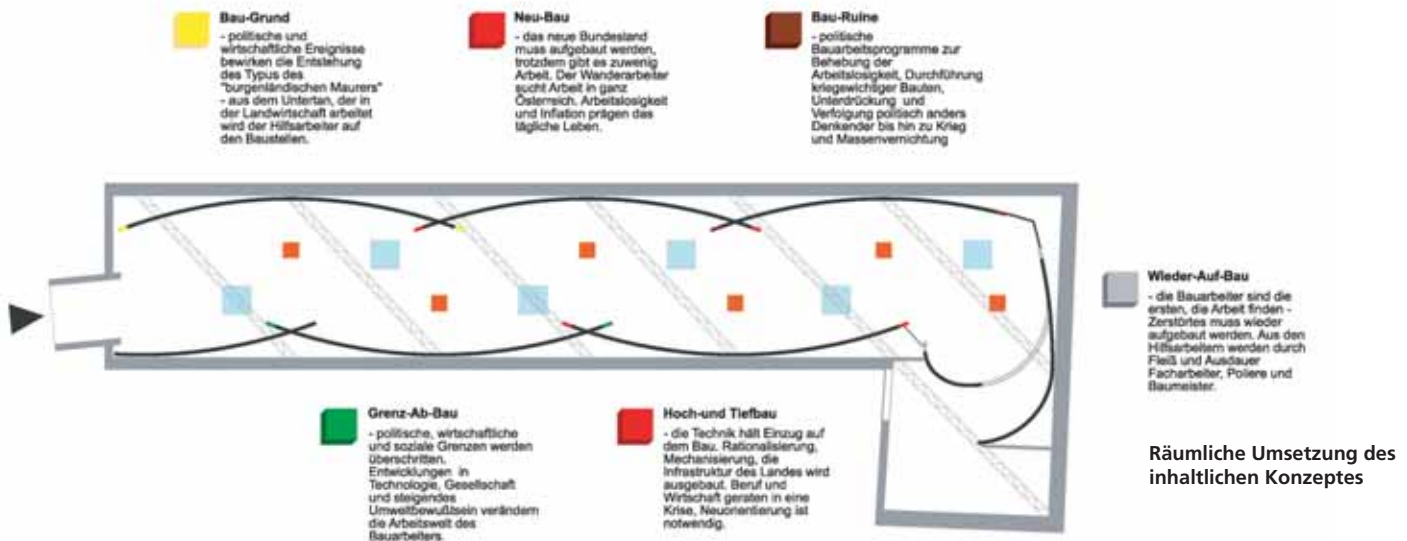 Bau-Grund
- politische und
wirtschaftliche Ereignisse
bewirken die Entstehung
des Typus des
"burgenländischen Maurers"
- aus dem Untertan, der in
der Landwirtschaft arbeitet
wird der Hilfsarbeiter auf
den Baustellen.
Neu-Bau
- das neue Bundesland
muss aufgebaut werden,
trotzdem gibt es zuwenig
Arbeit. Der Wanderarbeiter
sucht Arbeit in ganz
Österreich. Arbeitslosigkeit
und Inflation prägen das
tägliche Leben.
Bau-Ruine
- politische
Bauarbeitsprogramme zur
Behebung der
Arbeitslosigkeit, Durchführung
kriegswichtiger Bauten,
Unterdrückung und
Verfolgung politisch anders
Denkender bis hin zu Krieg
und Massenvernichtung
Wieder-Auf-Bau
- die Bauarbeiter sind die
ersten, die Arbeit finden -
Zerstörtes muss wieder
aufgebaut werden. Aus den
Hilfsarbeitern werden durch
Fleiß und Ausdauer
Facharbeiter, Poliere und
Baumeister.
Grenz-Ab-Bau
- politische, wirtschaftliche
und soziale Grenzen werden
überschritten.
Entwicklungen in
Technologie, Gesellschaft
und steigendes
Umweltbewußtsein verändern
die Arbeitswelt des
Bauarbeiters.
Hoch-und Tiefbau
- die Technik hält Einzug auf
dem Bau. Rationalisierung,
Mechanisierung, die
Infrastruktur des Landes wird
ausgebaut. Beruf und
Wirtschaft geraten in eine
Krise, Neuorientierung ist
notwendig.
Räumliche Umsetzung des
inhaltlichen Konzeptes